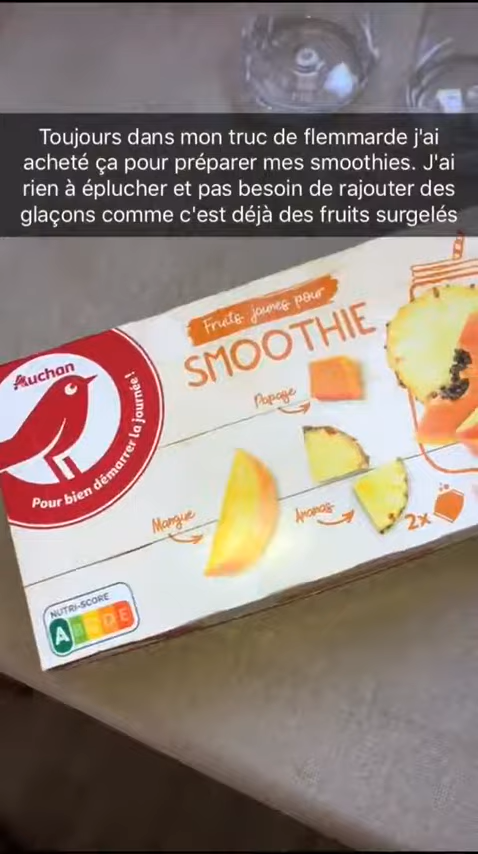 Toujours dans mon truc de flemmarde j'ai
acheté ça pour préparer mes smoothies. J'ai
rien à éplucher et pas besoin de rajouter des
glaçons comme c'est déjà des fruits surgelés
Fruits jaunes pour
SMOOTHIE
Auchan
Pour bien démarrer la journée!
Papaye
Mangue
Ananas
2x
NUTRI-SCORE
A B C D E